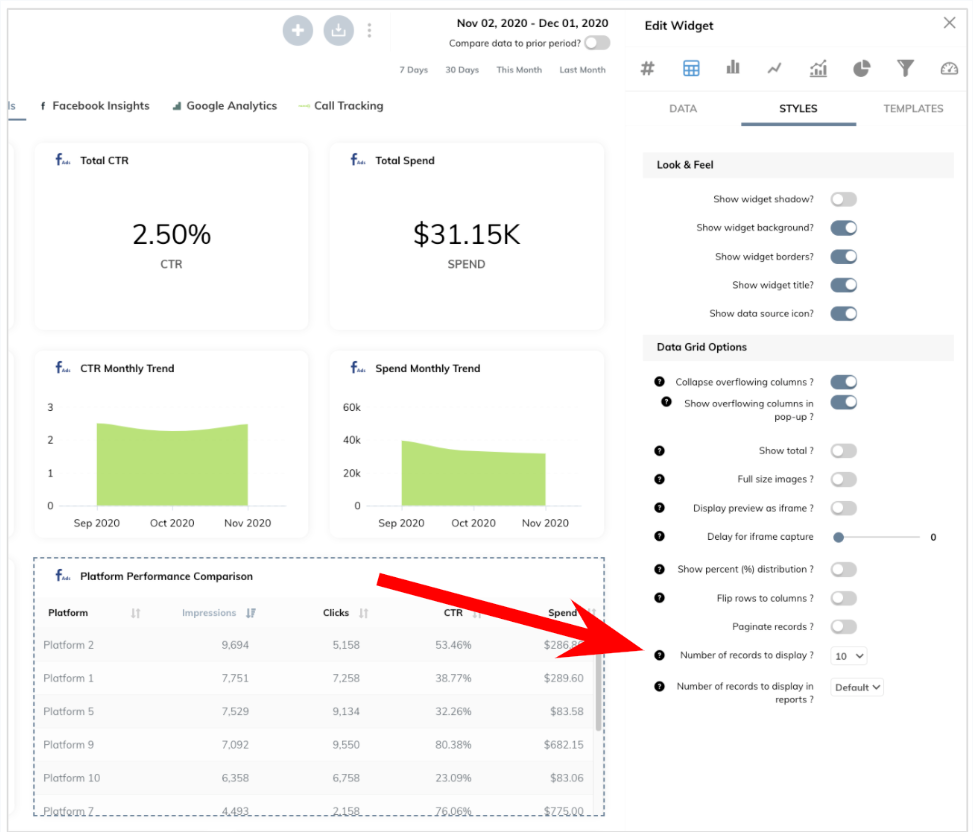 Nov 02, 2020 - Dec 01, 2020
Compare data to prior period?
7 Days 30 Days This Month Last Month
ls f Facebook Insights Google Analytics Call Tracking
f Ads Total CTR
2.50%
CTR
f Ads Total Spend
$31.15K
SPEND
f Ads CTR Monthly Trend
3
2
1
0
Sep 2020 Oct 2020 Nov 2020
f Ads Spend Monthly Trend
60k
40k
20k
0
Sep 2020 Oct 2020 Nov 2020
f Ads Platform Performance Comparison
Platform Impressions Clicks CTR Spend
Platform 2 9,694 5,158 53.46%
Platform 1 7,751 7,258 38.77% $289.60
Platform 5 7,529 9,134 32.26% $83.58
Platform 9 7,092 9,550 80.38% $682.15
Platform 10 6,358 6,758 23.09% $83.06
Platform 7 4,493 2,158 76.06% $775.00
Edit Widget
#
DATA STYLES TEMPLATES
Look & Feel
Show widget shadow?
Show widget background?
Show widget borders?
Show widget title?
Show data source icon?
Data Grid Options
? Collapse overflowing columns ?
? Show overflowing columns in
pop-up ?
? Show total ?
? Full size images ?
? Display preview as iframe ?
? Delay for iframe capture 0
? Show percent (%) distribution ?
? Flip rows to columns ?
Paginate records ?
? Number of records to display ? 10
? Number of records to display in Default
reports ?